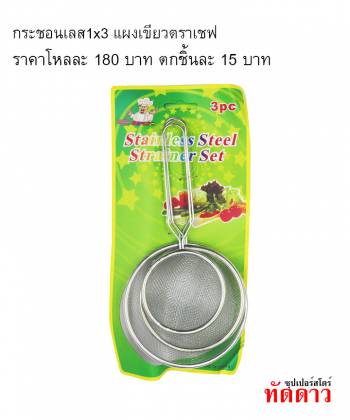 กระชอนเลส1x3 แผงเขียวตราเชฟ
ราคาโหลละ 180 บาท ตกชิ้นละ 15 บาท
3pc
Stainless Steel
Strainer Set
ซุปเปอร์สโตร์
ทัดดาว